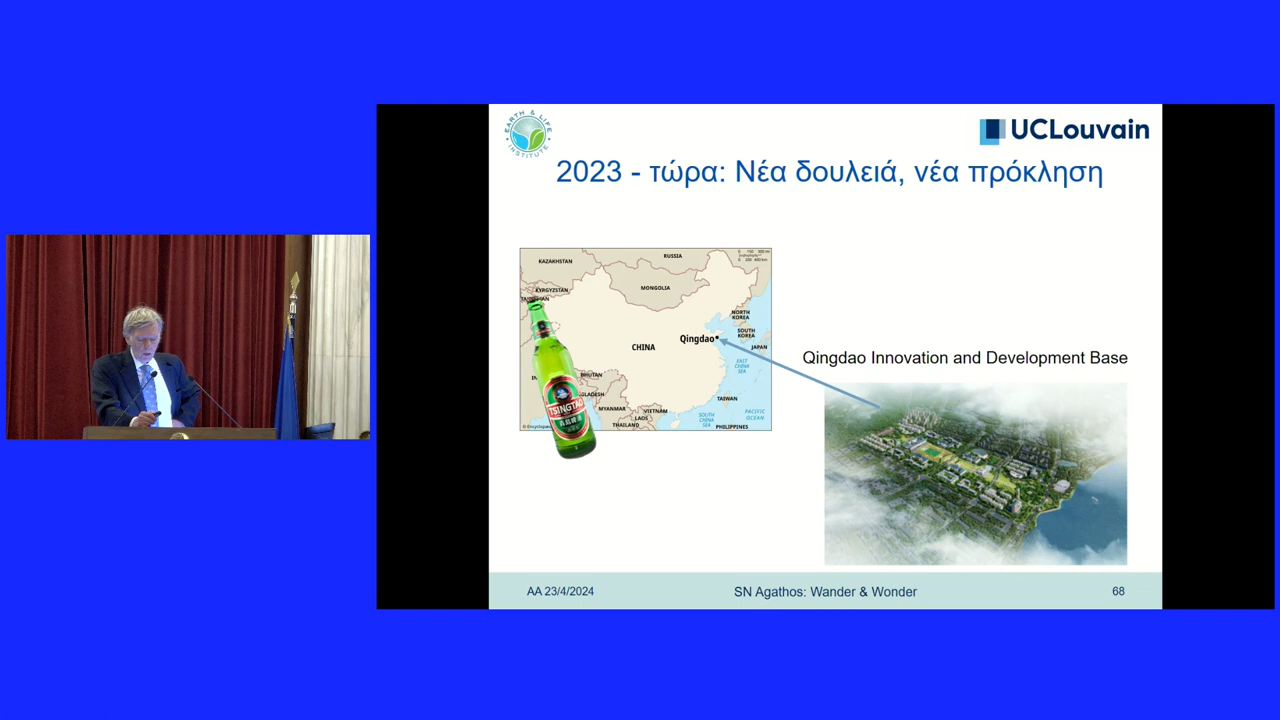 EARTH & LIFE
INSTITUTE
UCLouvain
2023 - τώρα: Νέα δουλειά, νέα πρόκληση
KAZAKHSTAN
RUSSIA
MONGOLIA
KYRGYZSTAN
NORTH
KOREA
SOUTH
KOREA
JAPAN
Qingdao
CHINA
EAST
CHINA
SEA
BHUTAN
MYANMAR
VIETNAM
LAOS
THAILAND
TAIWAN
SOUTH
CHINA
SEA
PACIFIC
OCEAN
PHILIPPINES
TSINGTAO
Qingdao Innovation and Development Base
AA 23/4/2024
SN Agathos: Wander & Wonder
68